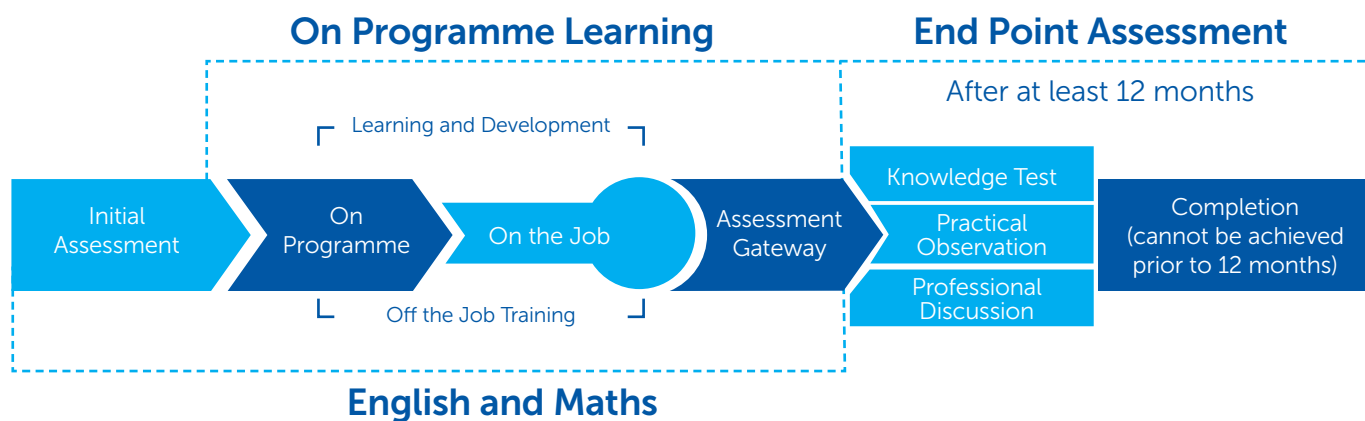 On Programme Learning
End Point Assessment
After at least 12 months
Learning and Development
Initial
Assessment
On
Programme
On the Job
Off the Job Training
Assessment
Gateway
Knowledge Test
Practical
Observation
Professional
Discussion
Completion
(cannot be achieved
prior to 12 months)
English and Maths